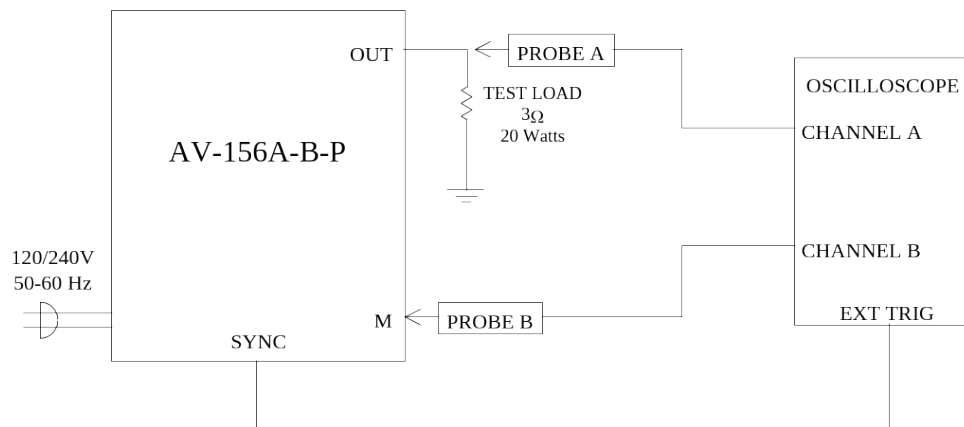 OUT
PROBE A
TEST LOAD
3Ω
20 Watts
OSCILLOSCOPE
CHANNEL A
AV-156A-B-P
120/240V
50-60 Hz
CHANNEL B
M
PROBE B
EXT TRIG
SYNC